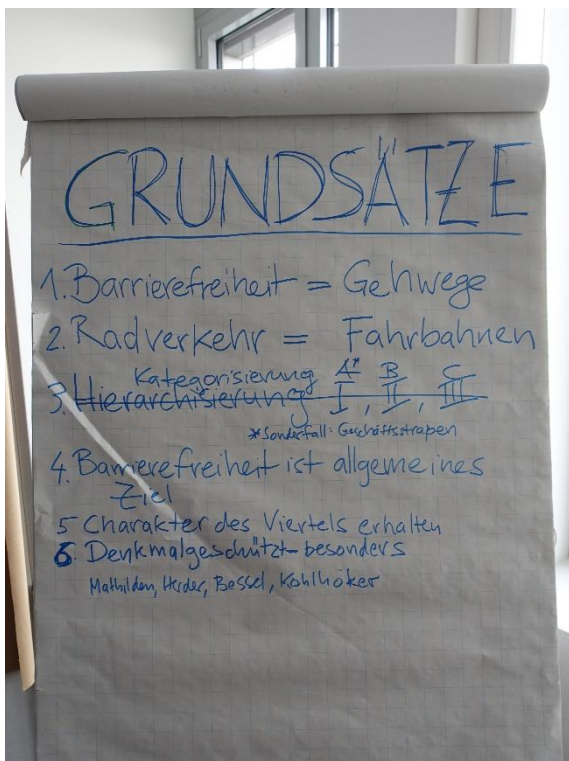 GRUNDSÄTZE
1. Barrierefreiheit = Gehwege
2. Radverkehr = Fahrbahnen
Kategorisierung A* B C
3. Hierarchisierung I, II, III
*Sonderfall: Geschäftsstraßen
4. Barrierefreiheit ist allgemeines
Ziel
5 Charakter des Viertels erhalten
6. Denkmalgeschützt besonders
Mathilden, Herder, Bessel, Kohlhöker